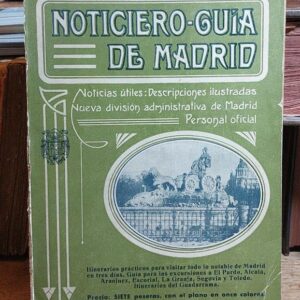 NOTICIERO-GUIA
DE MADRID
Noticias útiles: Descripciones ilustradas
Nueva división administrativa de Madrid
Personal oficial
Itinerarios prácticos para visitar todo lo notable de Madrid
en tres días. Guía para las excursiones a El Pardo, Alcalá,
Aranjuez, Escorial, La Granja, Segovia y Toledo.
Itinerarios del Guadarrama.
Precio: SIETE pesetas, con el plano en once colores